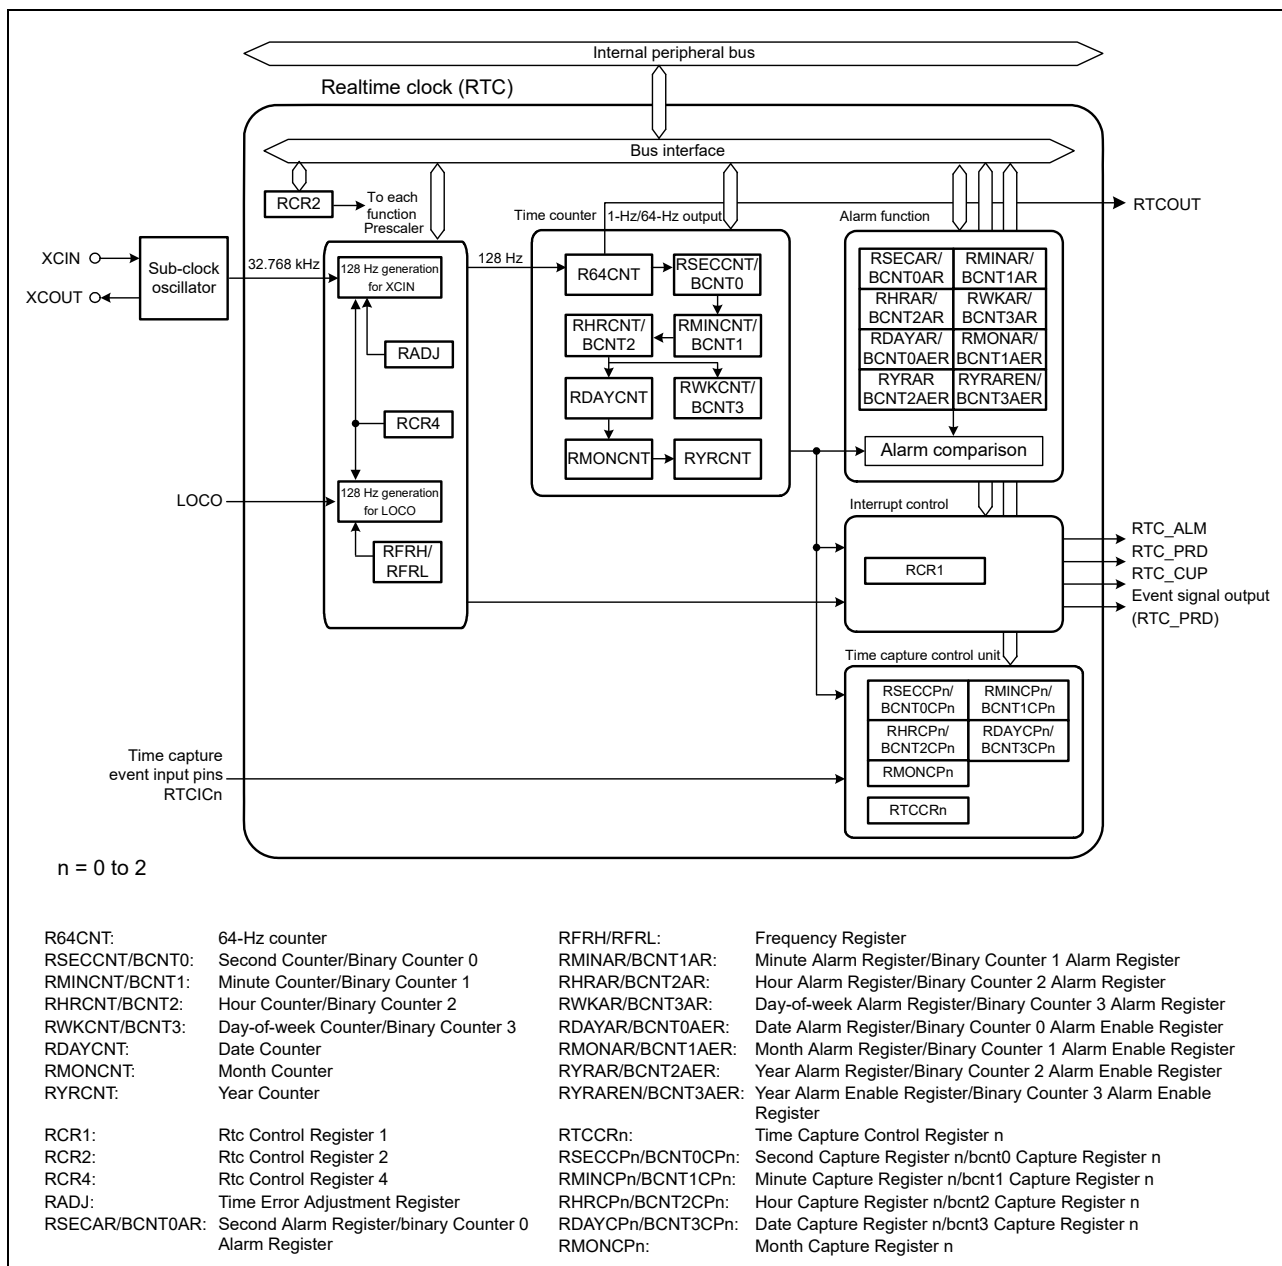 Internal peripheral bus
Realtime clock (RTC)
Bus interface
RCR2
To each
function
Prescaler
Time counter
1-Hz/64-Hz output
Alarm function
RTCOUT
XCIN
XCOUT
Sub-clock
oscillator
32.768 kHz
128 Hz generation
for XCIN
128 Hz
RADJ
RCR4
LOCO
128 Hz generation
for LOCO
RFRH/
RFRL
R64CNT
RSECCNT/
BCNT0
RHRCNT/
BCNT2
RMINCNT/
BCNT1
RDAYCNT
RWKCNT/
BCNT3
RMONCNT
RYRCNT
RSECAR/
BCNT0AR
RMINAR/
BCNT1AR
RHRAR/
BCNT2AR
RWKAR/
BCNT3AR
RDAYAR/
BCNT0AER
RMONAR/
BCNT1AER
RYRAR
BCNT2AER
RYRAREN/
BCNT3AER
Alarm comparison
Interrupt control
RCR1
RTC_ALM
RTC_PRD
RTC_CUP
Event signal output
(RTC_PRD)
Time capture control unit
RSECCPn/
BCNT0CPn
RMINCPn/
BCNT1CPn
RHRCPn/
BCNT2CPn
RDAYCPn/
BCNT3CPn
RMONCPn
RTCCRn
Time capture
event input pins
RTCICn
n = 0 to 2
R64CNT: 64-Hz counter
RSECCNT/BCNT0: Second Counter/Binary Counter 0
RMINCNT/BCNT1: Minute Counter/Binary Counter 1
RHRCNT/BCNT2: Hour Counter/Binary Counter 2
RWKCNT/BCNT3: Day-of-week Counter/Binary Counter 3
RDAYCNT: Date Counter
RMONCNT: Month Counter
RYRCNT: Year Counter
RCR1: Rtc Control Register 1
RCR2: Rtc Control Register 2
RCR4: Rtc Control Register 4
RADJ: Time Error Adjustment Register
RSECAR/BCNT0AR: Second Alarm Register/binary Counter 0
Alarm Register
RFRH/RFRL: Frequency Register
RMINAR/BCNT1AR: Minute Alarm Register/Binary Counter 1 Alarm Register
RHRAR/BCNT2AR: Hour Alarm Register/Binary Counter 2 Alarm Register
RWKAR/BCNT3AR: Day-of-week Alarm Register/Binary Counter 3 Alarm Register
RDAYAR/BCNT0AER: Date Alarm Register/Binary Counter 0 Alarm Enable Register
RMONAR/BCNT1AER: Month Alarm Register/Binary Counter 1 Alarm Enable Register
RYRAR/BCNT2AER: Year Alarm Register/Binary Counter 2 Alarm Enable Register
RYRAREN/BCNT3AER: Year Alarm Enable Register/Binary Counter 3 Alarm Enable
Register
RTCCRn: Time Capture Control Register n
RSECCPn/BCNT0CPn: Second Capture Register n/bcnt0 Capture Register n
RMINCPn/BCNT1CPn: Minute Capture Register n/bcnt1 Capture Register n
RHRCPn/BCNT2CPn: Hour Capture Register n/bcnt2 Capture Register n
RDAYCPn/BCNT3CPn: Date Capture Register n/bcnt3 Capture Register n
RMONCPn: Month Capture Register n